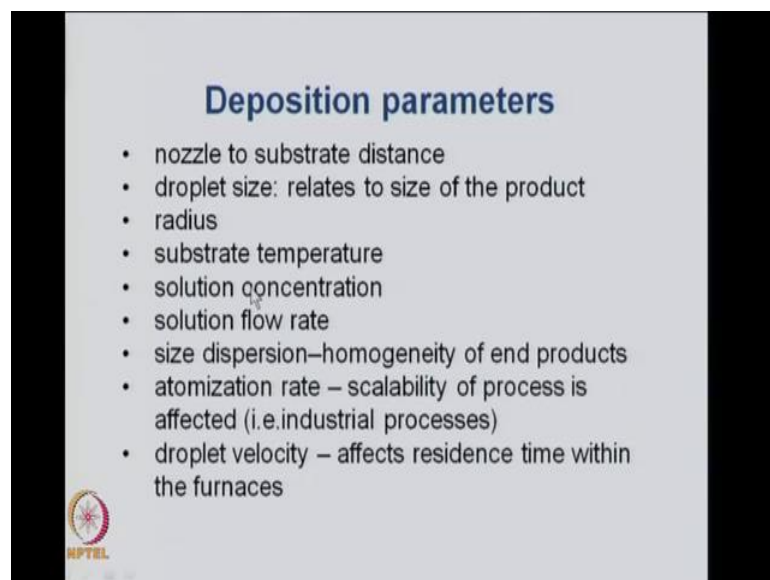 Deposition parameters
• nozzle to substrate distance
• droplet size: relates to size of the product
• radius
• substrate temperature
• solution concentration
• solution flow rate
• size dispersion–homogeneity of end products
• atomization rate – scalability of process is
affected (i.e.industrial processes)
• droplet velocity – affects residence time within
the furnaces
NPTEL